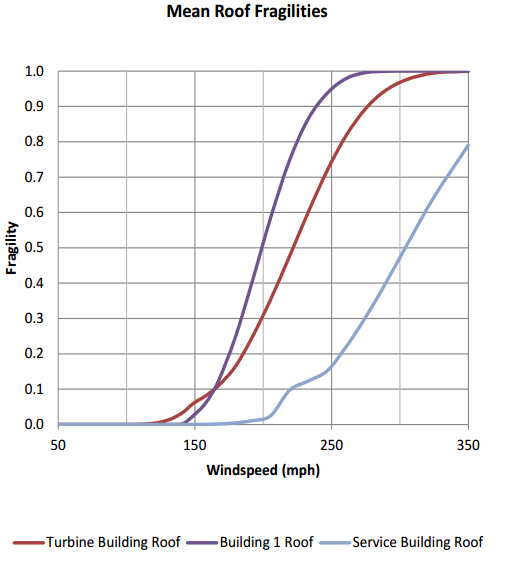 Mean Roof Fragilities
1.0
0.9
0.8
0.7
0.6
0.5
0.4
0.3
0.2
0.1
0.0
Fragility
50 150 250 350
Windspeed (mph)
Turbine Building Roof Building 1 Roof Service Building Roof